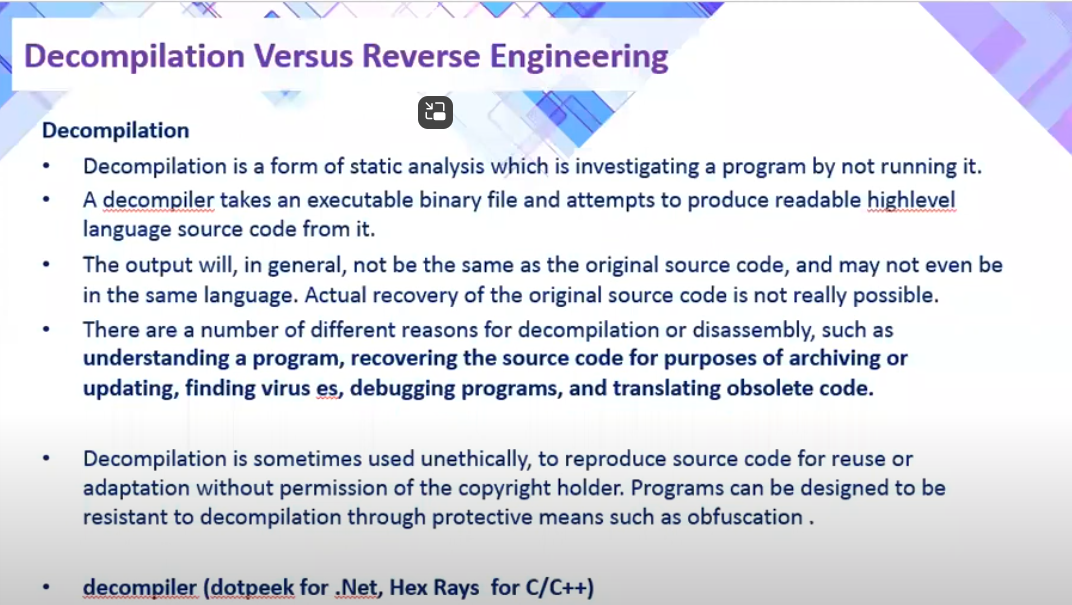 Decompilation Versus Reverse Engineering
Decompilation
• Decompilation is a form of static analysis which is investigating a program by not running it.
• A decompiler takes an executable binary file and attempts to produce readable highlevel
language source code from it.
• The output will, in general, not be the same as the original source code, and may not even be
in the same language. Actual recovery of the original source code is not really possible.
• There are a number of different reasons for decompilation or disassembly, such as
understanding a program, recovering the source code for purposes of archiving or
updating, finding virus es, debugging programs, and translating obsolete code.
• Decompilation is sometimes used unethically, to reproduce source code for reuse or
adaptation without permission of the copyright holder. Programs can be designed to be
resistant to decompilation through protective means such as obfuscation .
• decompiler (dotpeek for .Net, Hex Rays  for C/C++)